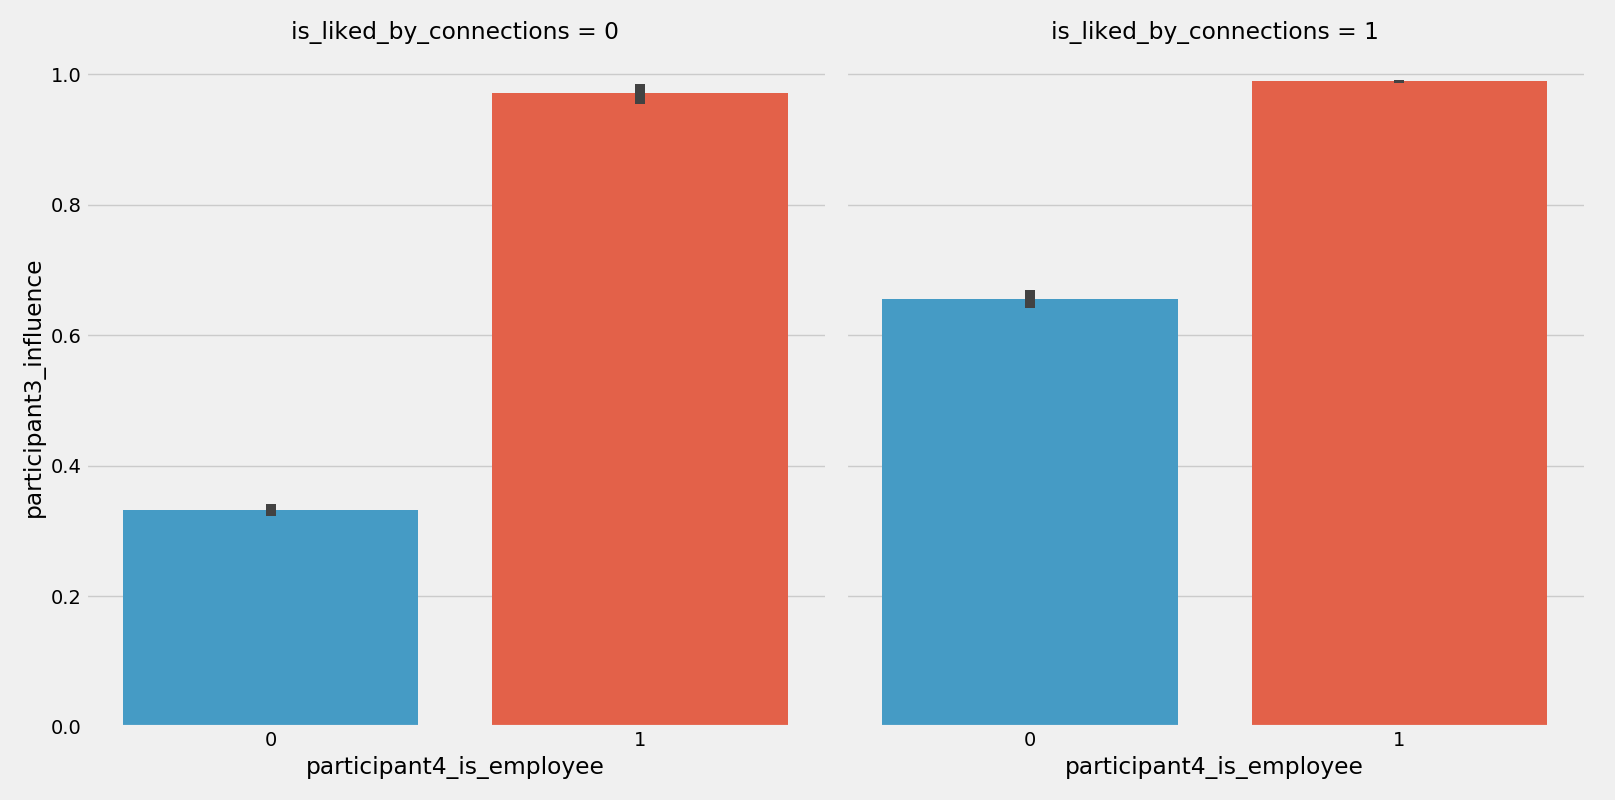 is_liked_by_connections = 0
is_liked_by_connections = 1
1.0
0.8
0.6
0.4
0.2
0.0
participant3_influence
0 1
0 1
participant4_is_employee
participant4_is_employee